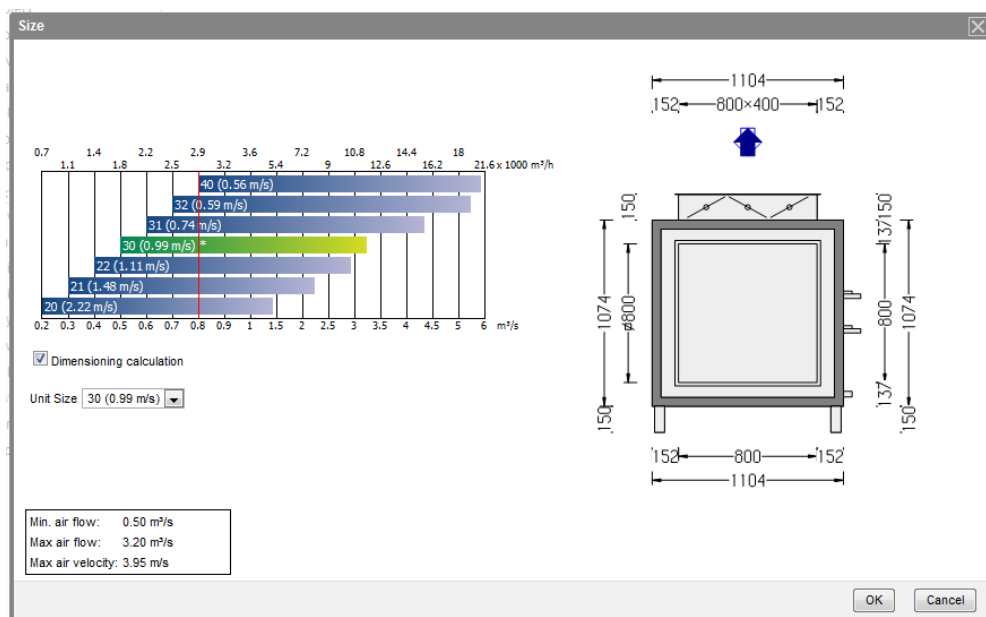 Size
0.7 1.4 2.2 2.9 3.6 7.2 10.8 14.4 18
1.1 1.8 2.5 3.2 5.4 9 12.6 16.2 21.6 x 1000 m³/h
40 (0.56 m/s)
32 (0.59 m/s)
31 (0.74 m/s)
30 (0.99 m/s) *
22 (1.11 m/s)
21 (1.48 m/s)
20 (2.22 m/s)
0.2 0.3 0.4 0.5 0.6 0.7 0.8 0.9 1 1.5 2 2.5 3 3.5 4 4.5 5 5.5 6 m³/s
Dimensioning calculation
Unit Size 30 (0.99 m/s)
Min. air flow: 0.50 m³/s
Max air flow: 3.20 m³/s
Max air velocity: 3.95 m/s
1104
152 800×400 152
150
1074
150
800
150
137
800
137
1074
150
152 800 152
1104
OK Cancel